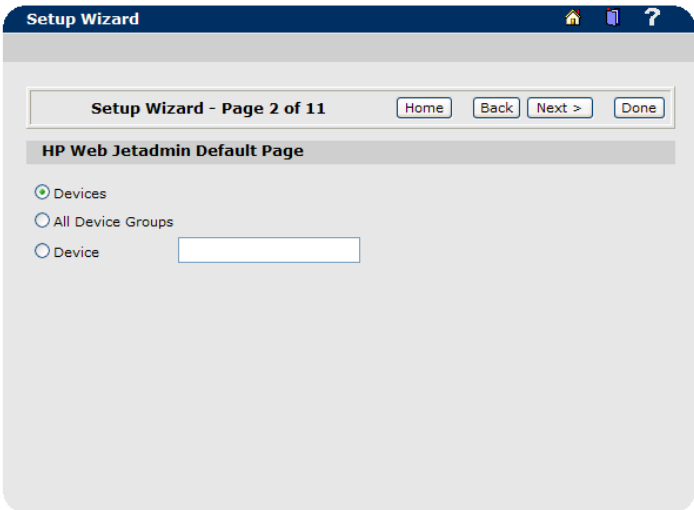 Setup Wizard
?
Setup Wizard - Page 2 of 11 Home Back Next > Done
HP Web Jetadmin Default Page
Devices
All Device Groups
Device